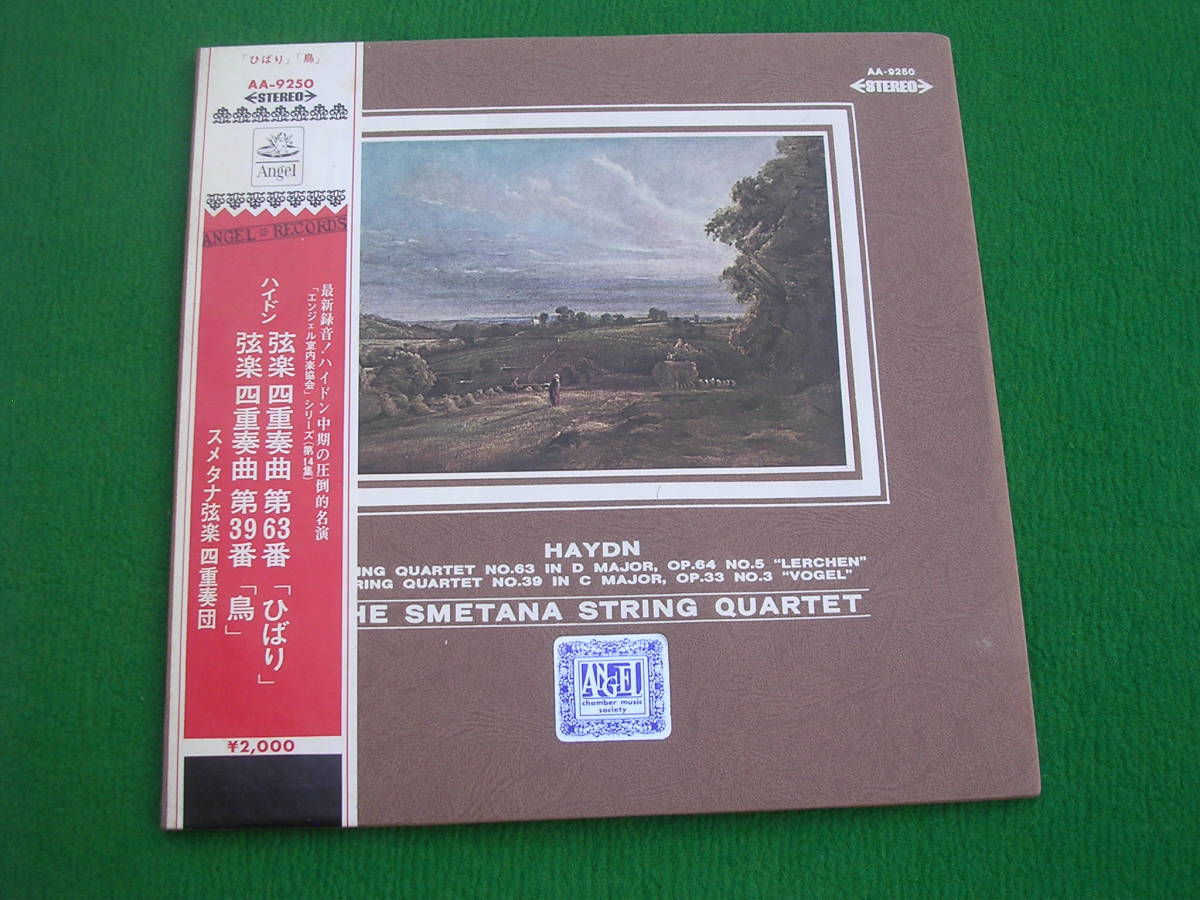 「ひばり」「鳥」
AA-9250
STEREO
Angel
ANGEL RECORDS
最新録音!ハイドン中期の圧倒的名演
「エンジェル室内楽協会」シリーズ(第14集)
ハイドン
弦楽四重奏曲 第63番「ひばり」
弦楽四重奏曲 第39番「鳥」
スメタナ弦楽四重奏団
¥2,000
AA-9250
STEREO
HAYDN
ING QUARTET NO.63 IN D MAJOR, OP.64 NO.5 “LERCHEN”
RING QUARTET NO.39 IN C MAJOR, OP.33 NO.3 “VOGEL”
HE SMETANA STRING QUARTET
ANGEL
chamber music
society